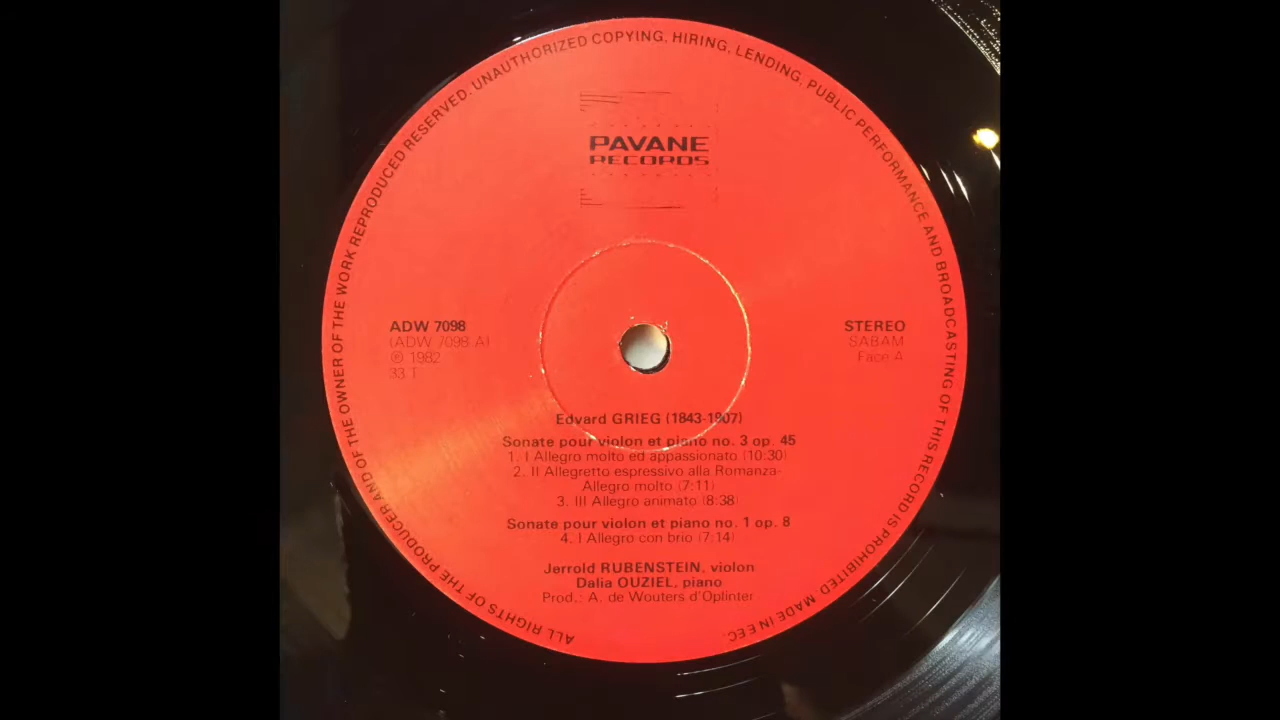 ALL RIGHTS OF THE PRODUCER AND OF THE OWNER OF THE WORK REPRODUCED RESERVED. UNAUTHORIZED COPYING, HIRING, LENDING, PUBLIC PERFORMANCE AND BROADCASTING OF THIS RECORD IS PROHIBITED. MADE IN EEC.
PAVANE
RECORDS
ADW 7098
(ADW 7098 A)
℗ 1982
33 T
STEREO
SABAM
Face A
Edvard GRIEG (1843-1907)
Sonate pour violon et piano no. 3 op. 45
1. I Allegro molto ed appassionato (10:30)
2. II Allegretto espressivo alla Romanza-
Allegro molto (7:11)
3. III Allegro animato (8:38)
Sonate pour violon et piano no. 1 op. 8
4. I Allegro con brio (7:14)
Jerrold RUBENSTEIN, violon
Dalia OUZIEL, piano
Prod.: A. de Wouters d'Oplinter